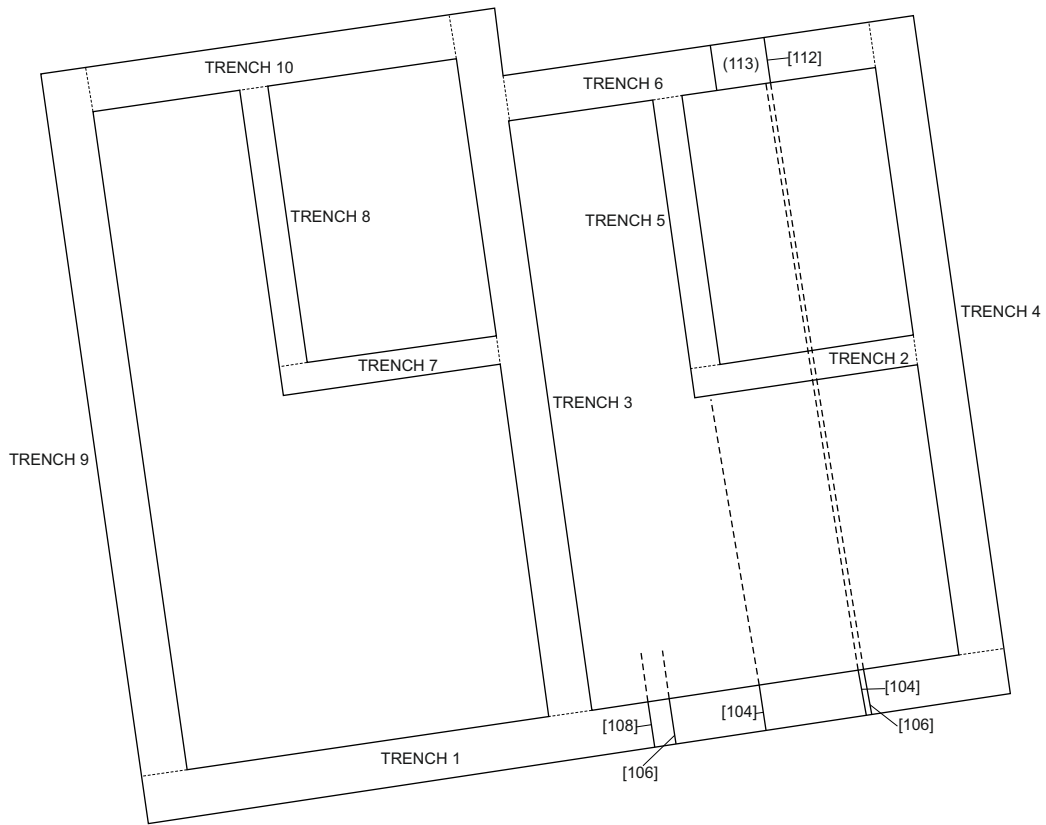 TRENCH 10
(113)
[112]
TRENCH 6
TRENCH 8
TRENCH 5
TRENCH 4
TRENCH 7
TRENCH 2
TRENCH 3
TRENCH 9
[104]
[104]
[108]
[106]
TRENCH 1
[106]